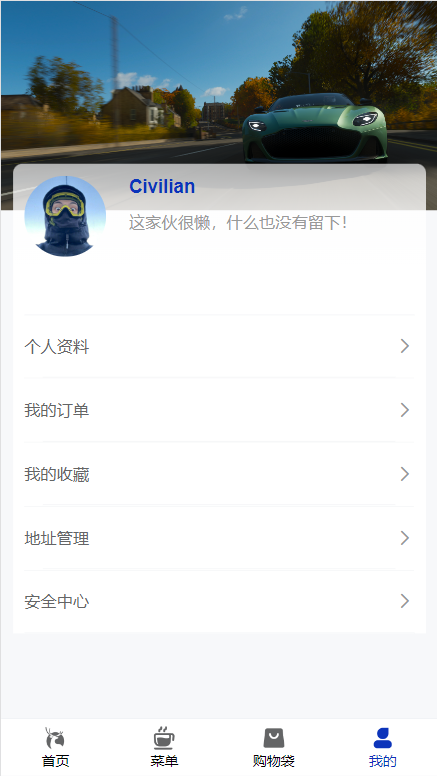 Civilian
这家伙很懒，什么也没有留下！
个人资料
我的订单
我的收藏
地址管理
安全中心
首页
菜单
购物袋
我的